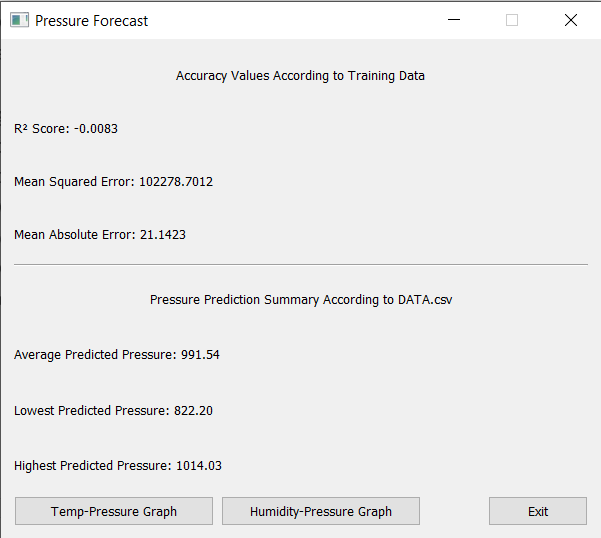 Pressure Forecast
Accuracy Values According to Training Data
R² Score: -0.0083
Mean Squared Error: 102278.7012
Mean Absolute Error: 21.1423
Pressure Prediction Summary According to DATA.csv
Average Predicted Pressure: 991.54
Lowest Predicted Pressure: 822.20
Highest Predicted Pressure: 1014.03
Temp-Pressure Graph Humidity-Pressure Graph Exit